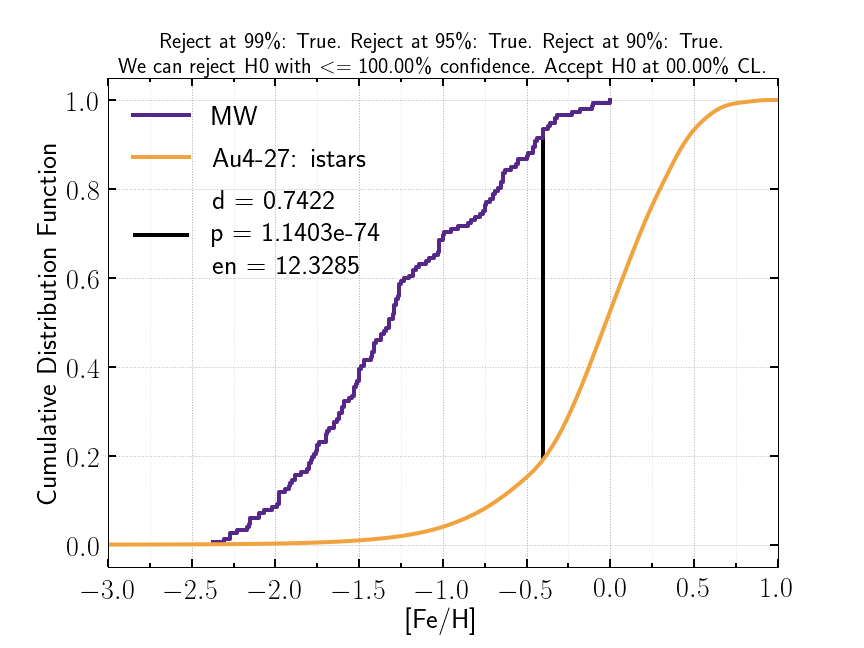 Reject at 99%: True. Reject at 95%: True. Reject at 90%: True.
We can reject H0 with <= 100.00% confidence. Accept H0 at 00.00% CL.
MW
Au4-27: istars
d = 0.7422
p = 1.1403e-74
en = 12.3285
Cumulative Distribution Function
1.0
0.8
0.6
0.4
0.2
0.0
−3.0 −2.5 −2.0 −1.5 −1.0 −0.5 0.0 0.5 1.0
[Fe/H]